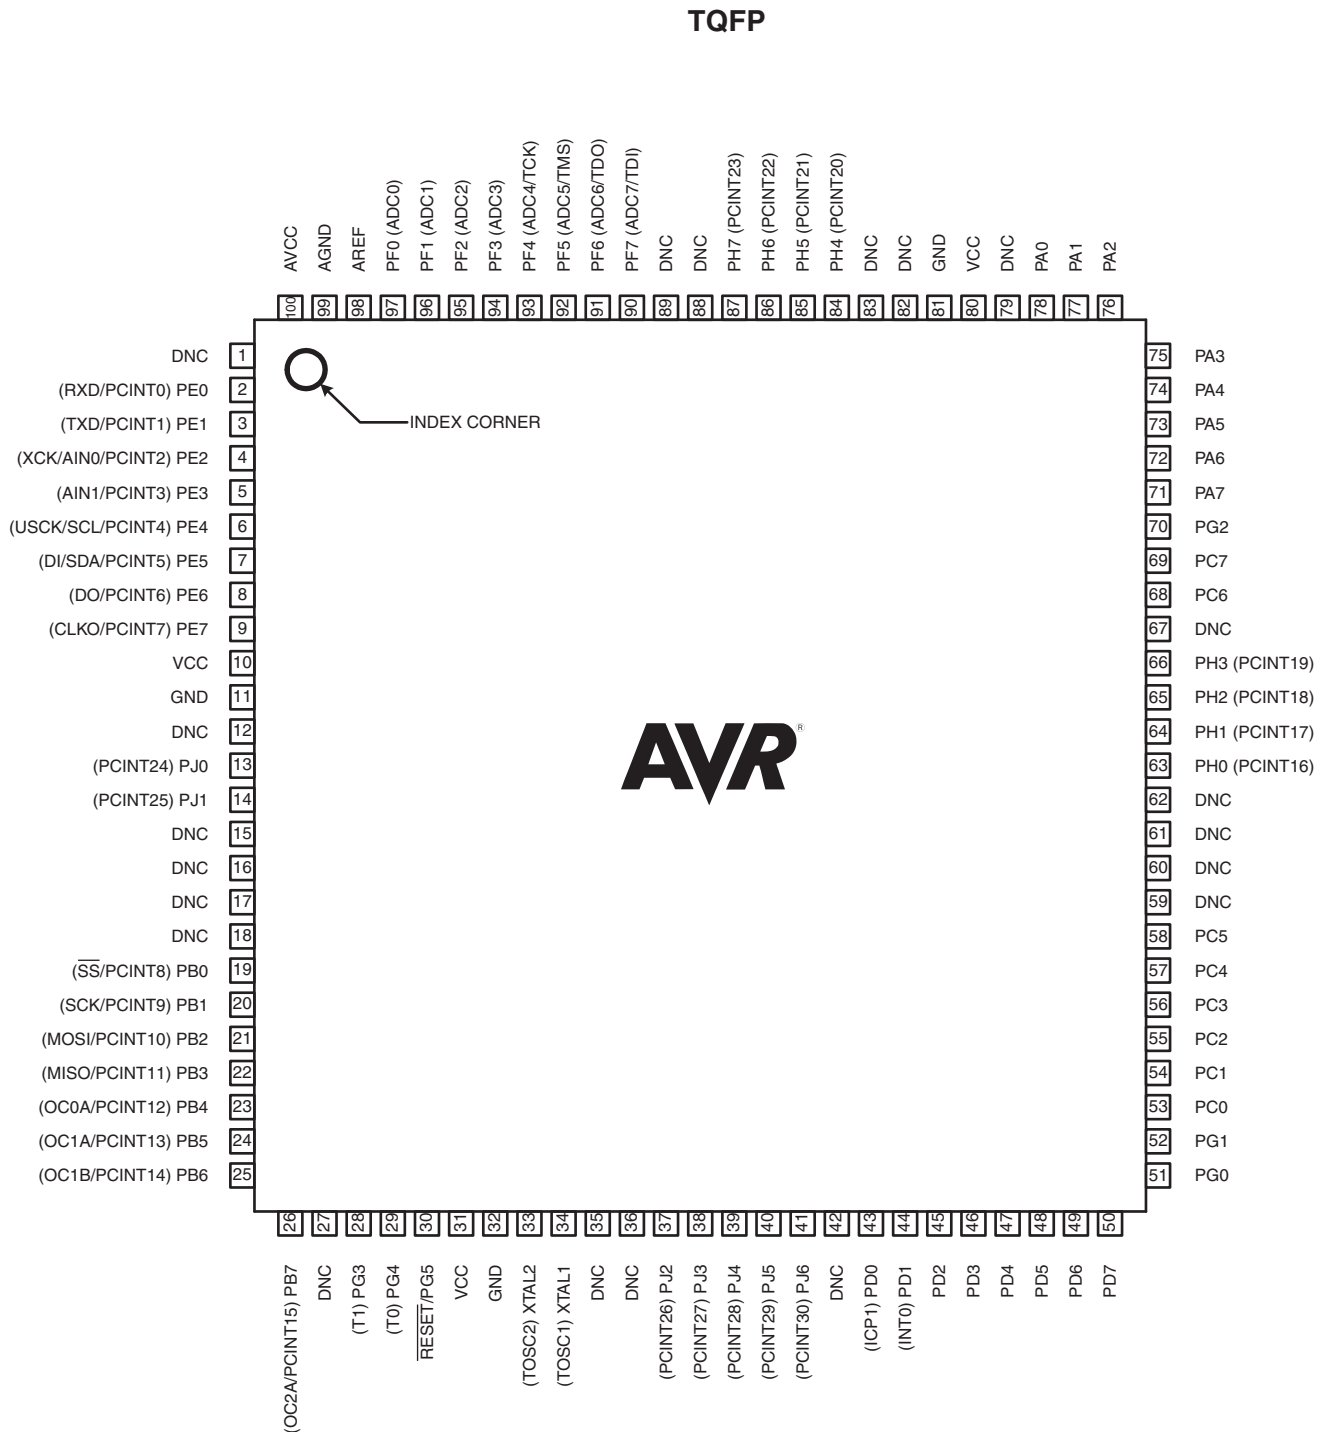 TQFP
AVCC
AGND
AREF
PF0 (ADC0)
PF1 (ADC1)
PF2 (ADC2)
PF3 (ADC3)
PF4 (ADC4/TCK)
PF5 (ADC5/TMS)
PF6 (ADC6/TDO)
PF7 (ADC7/TDI)
DNC
DNC
PH7 (PCINT23)
PH6 (PCINT22)
PH5 (PCINT21)
PH4 (PCINT20)
DNC
DNC
GND
VCC
DNC
PA0
PA1
PA2
100 99 98 97 96 95 94 93 92 91 90 89 88 87 86 85 84 83 82 81 80 79 78 77 76
DNC 1
(RXD/PCINT0) PE0 2
(TXD/PCINT1) PE1 3
(XCK/AIN0/PCINT2) PE2 4
(AIN1/PCINT3) PE3 5
(USCK/SCL/PCINT4) PE4 6
(DI/SDA/PCINT5) PE5 7
(DO/PCINT6) PE6 8
(CLKO/PCINT7) PE7 9
VCC 10
GND 11
DNC 12
(PCINT24) PJ0 13
(PCINT25) PJ1 14
DNC 15
DNC 16
DNC 17
DNC 18
(SS/PCINT8) PB0 19
(SCK/PCINT9) PB1 20
(MOSI/PCINT10) PB2 21
(MISO/PCINT11) PB3 22
(OC0A/PCINT12) PB4 23
(OC1A/PCINT13) PB5 24
(OC1B/PCINT14) PB6 25
INDEX CORNER
AVR®
75 PA3
74 PA4
73 PA5
72 PA6
71 PA7
70 PG2
69 PC7
68 PC6
67 DNC
66 PH3 (PCINT19)
65 PH2 (PCINT18)
64 PH1 (PCINT17)
63 PH0 (PCINT16)
62 DNC
61 DNC
60 DNC
59 DNC
58 PC5
57 PC4
56 PC3
55 PC2
54 PC1
53 PC0
52 PG1
51 PG0
26 27 28 29 30 31 32 33 34 35 36 37 38 39 40 41 42 43 44 45 46 47 48 49 50
(OC2A/PCINT15) PB7
DNC
(T1) PG3
(T0) PG4
RESET/PG5
VCC
GND
(TOSC2) XTAL2
(TOSC1) XTAL1
DNC
DNC
(PCINT26) PJ2
(PCINT27) PJ3
(PCINT28) PJ4
(PCINT29) PJ5
(PCINT30) PJ6
DNC
(ICP1) PD0
(INT0) PD1
PD2
PD3
PD4
PD5
PD6
PD7